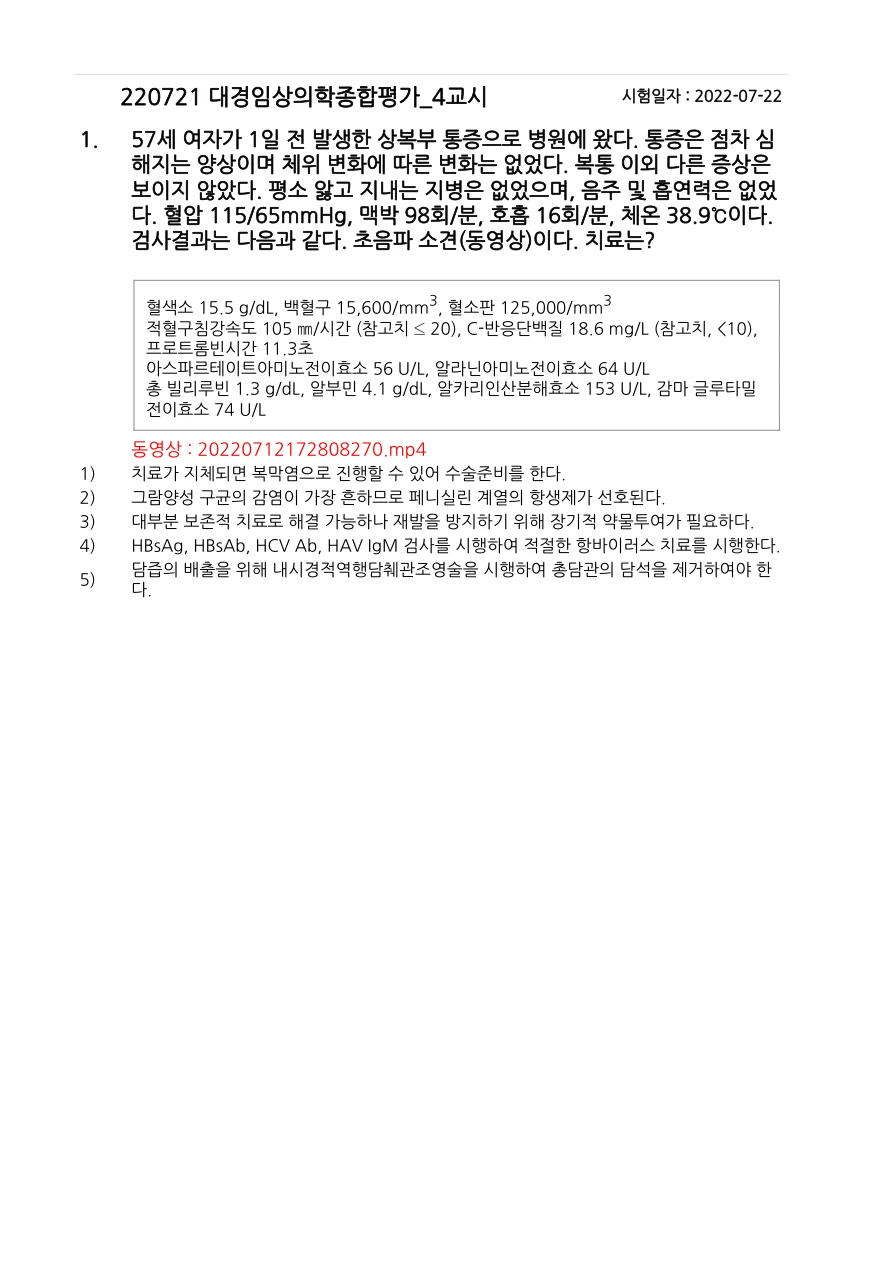 220721 대경임상의학종합평가_4교시
시험일자 : 2022-07-22
1. 57세 여자가 1일 전 발생한 상복부 통증으로 병원에 왔다. 통증은 점차 심
해지는 양상이며 체위 변화에 따른 변화는 없었다. 복통 이외 다른 증상은
보이지 않았다. 평소 앓고 지내는 지병은 없었으며, 음주 및 흡연력은 없었
다. 혈압 115/65mmHg, 맥박 98회/분, 호흡 16회/분, 체온 38.9℃이다.
검사결과는 다음과 같다. 초음파 소견(동영상)이다. 치료는?
혈색소 15.5 g/dL, 백혈구 15,600/mm³, 혈소판 125,000/mm³
적혈구침강속도 105 ㎜/시간 (참고치 ≤ 20), C-반응단백질 18.6 mg/L (참고치, <10),
프로트롬빈시간 11.3초
아스파르테이트아미노전이효소 56 U/L, 알라닌아미노전이효소 64 U/L
총 빌리루빈 1.3 g/dL, 알부민 4.1 g/dL, 알카리인산분해효소 153 U/L, 감마 글루타밀
전이효소 74 U/L
동영상 : 20220712172808270.mp4
1) 치료가 지체되면 복막염으로 진행할 수 있어 수술준비를 한다.
2) 그람양성 구균의 감염이 가장 흔하므로 페니실린 계열의 항생제가 선호된다.
3) 대부분 보존적 치료로 해결 가능하나 재발을 방지하기 위해 장기적 약물투여가 필요하다.
4) HBsAg, HBsAb, HCV Ab, HAV IgM 검사를 시행하여 적절한 항바이러스 치료를 시행한다.
5) 담즙의 배출을 위해 내시경적역행담췌관조영술을 시행하여 총담관의 담석을 제거하여야 한
다.